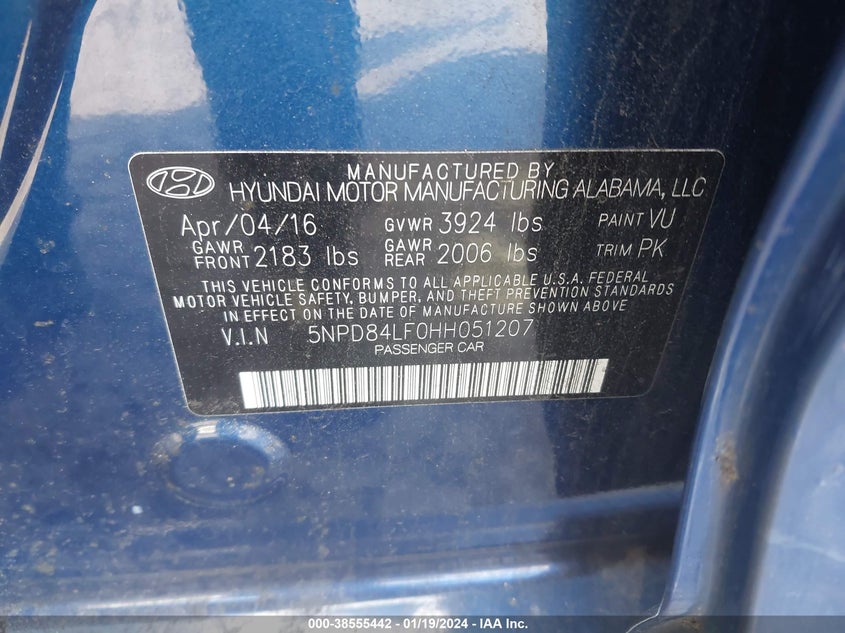 MANUFACTURED BY
HYUNDAI MOTOR MANUFACTURING ALABAMA, LLC
Apr/04/16 GVWR 3924 lbs PAINT VU
GAWR FRONT 2183 lbs GAWR REAR 2006 lbs TRIM PK
THIS VEHICLE CONFORMS TO ALL APPLICABLE U.S.A. FEDERAL
MOTOR VEHICLE SAFETY, BUMPER, AND THEFT PREVENTION STANDARDS
IN EFFECT ON THE DATE OF MANUFACTURE SHOWN ABOVE
V.I.N 5NPD84LF0HH051207
PASSENGER CAR
000-38555442 - 01/19/2024 - IAA Inc.